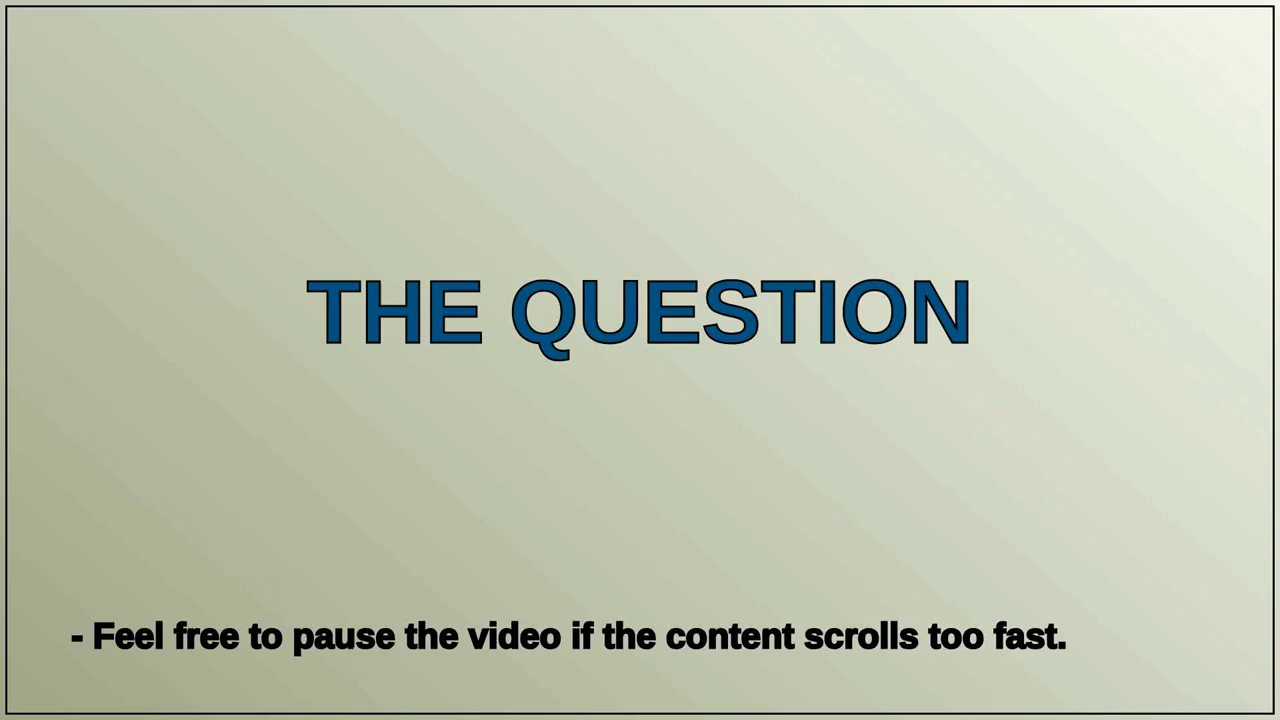 THE QUESTION
- Feel free to pause the video if the content scrolls too fast.